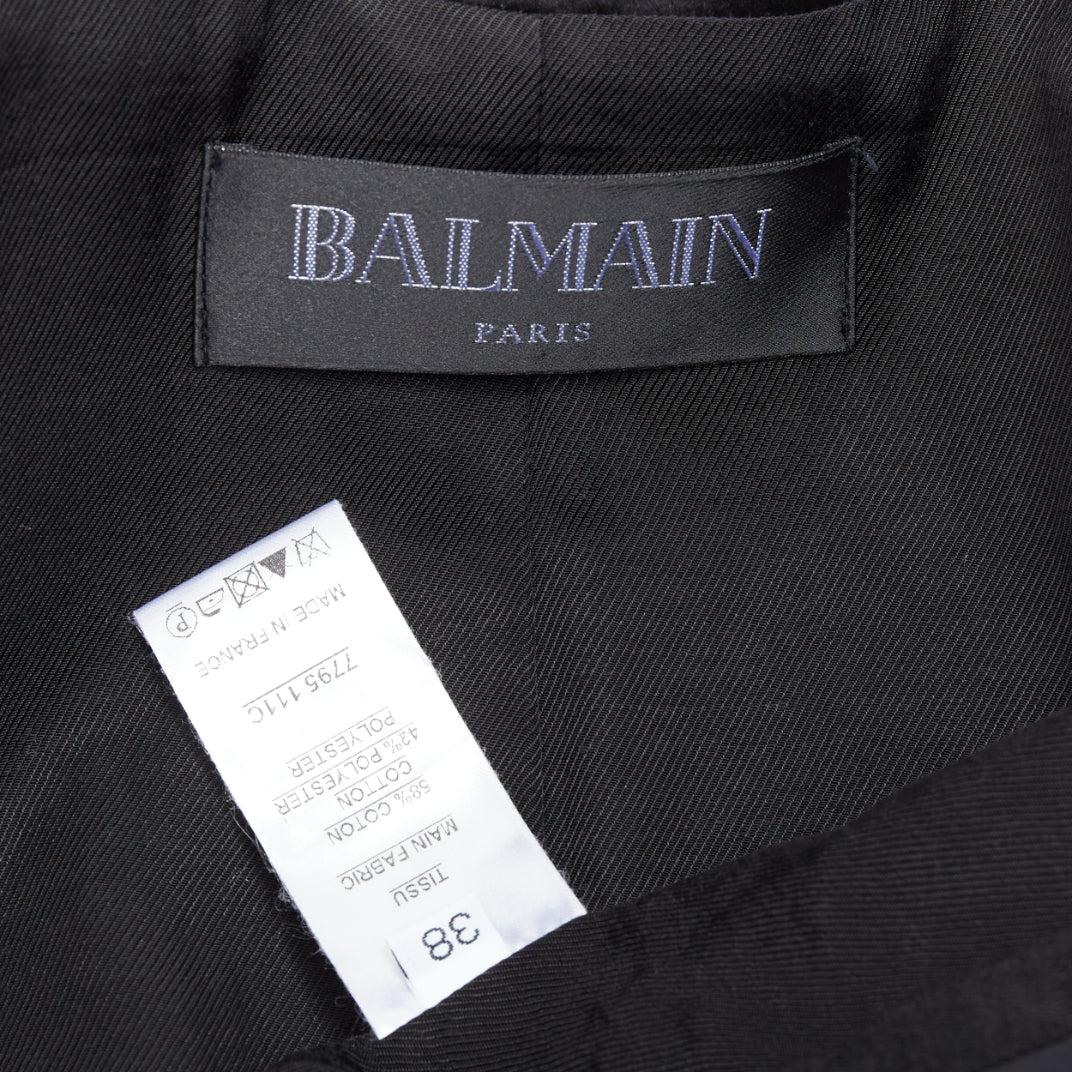 BALMAIN
PARIS
38
TISSU
MAIN FABRIC
58% COTON
COTTON
42% POLYESTER
POLYESTER
7795 111C
MADE IN FRANCE
P